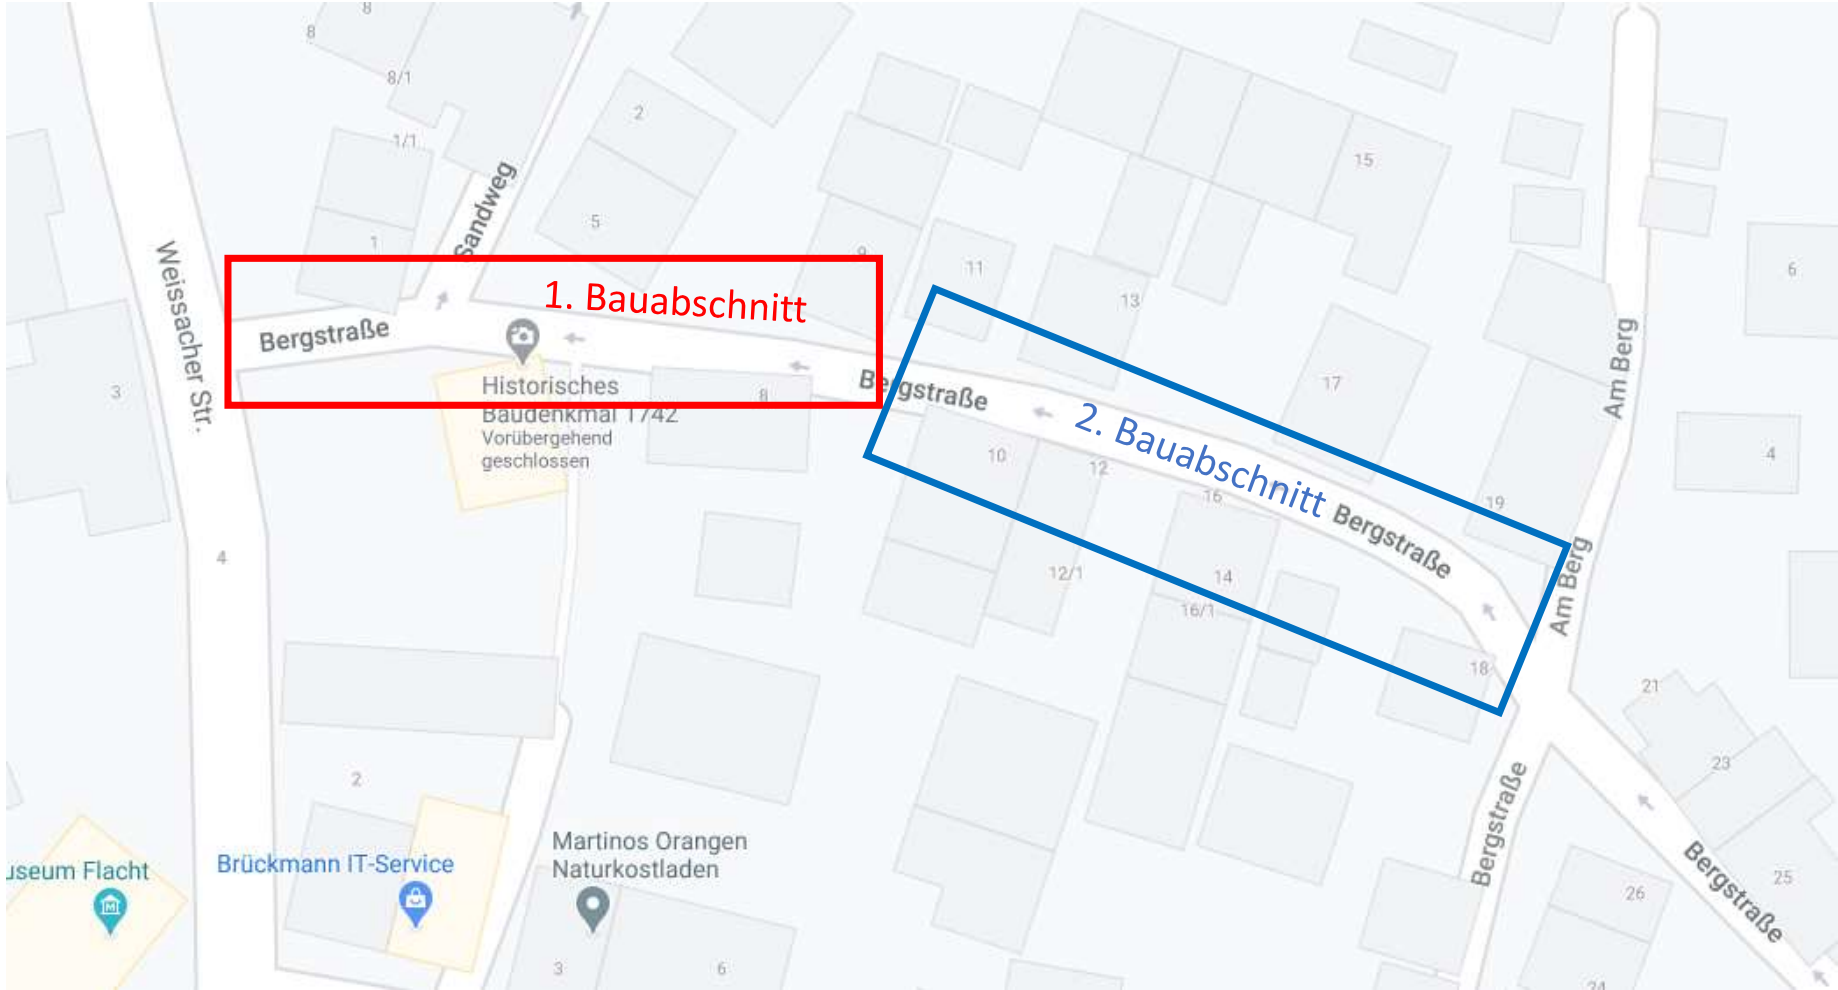 8
8
8/1
2
1/1
Sandweg
15
5
1
9
11
6
Weissacher Str.
1. Bauabschnitt
13
Bergstraße
Am Berg
Historisches
Baudenkmal 1742
Vorübergehend
geschlossen
8
3
Bergstraße
17
2. Bauabschnitt
10
12
4
16
19
Bergstraße
4
12/1
14
Am Berg
16/1
18
21
2
23
Bergstraße
Martinos Orangen
Naturkostladen
Brückmann IT-Service
useum Flacht
Bergstraße
25
26
3
6
24